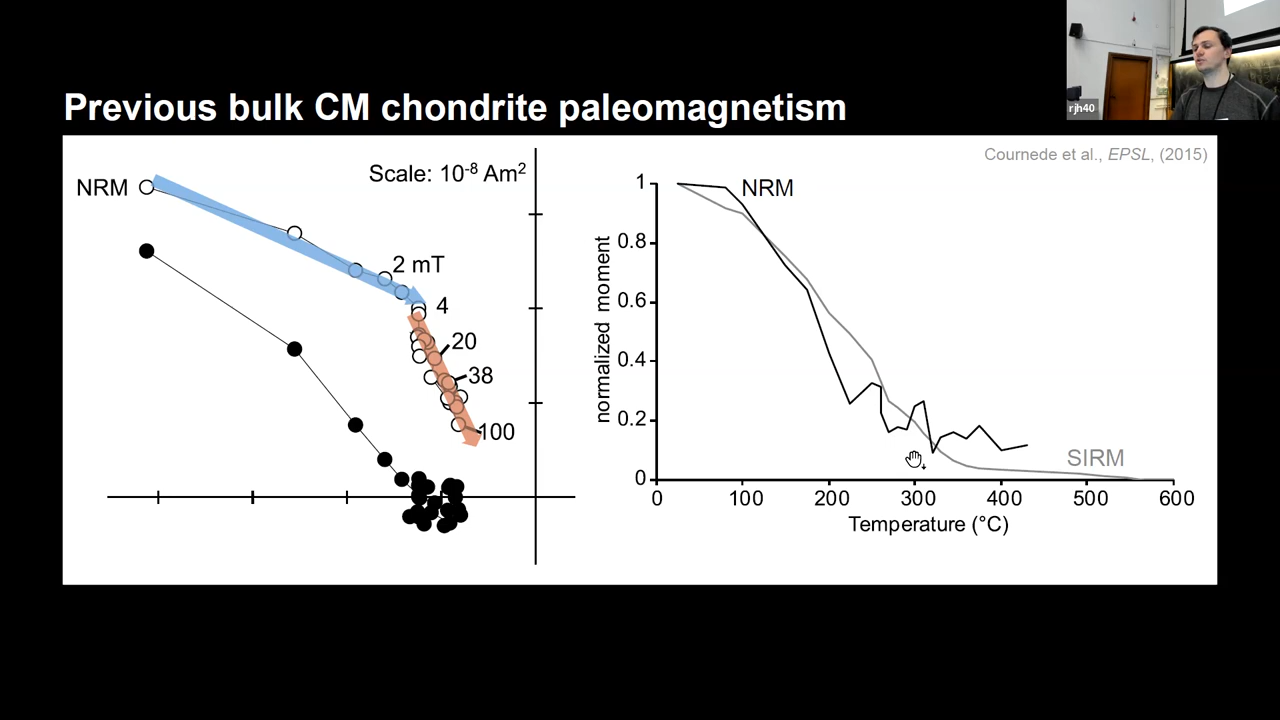 rjh40
Previous bulk CM chondrite paleomagnetism
Cournede et al., EPSL, (2015)
Scale: 10⁻⁸ Am²
NRM
2 mT
4
20
38
100
normalized moment
1
0.8
0.6
0.4
0.2
0
NRM
SIRM
0 100 200 300 400 500 600
Temperature (°C)